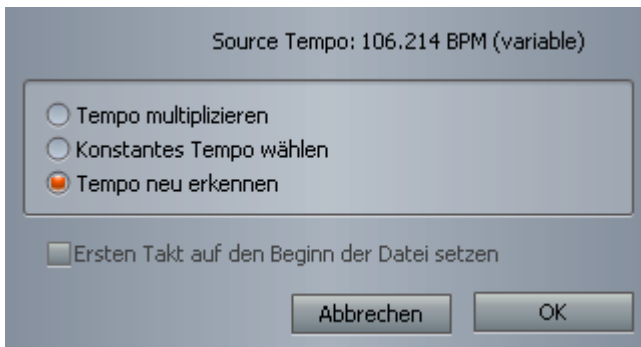 Source Tempo: 106.214 BPM (variable)
Tempo multiplizieren
Konstantes Tempo wählen
Tempo neu erkennen
Ersten Takt auf den Beginn der Datei setzen
Abbrechen OK